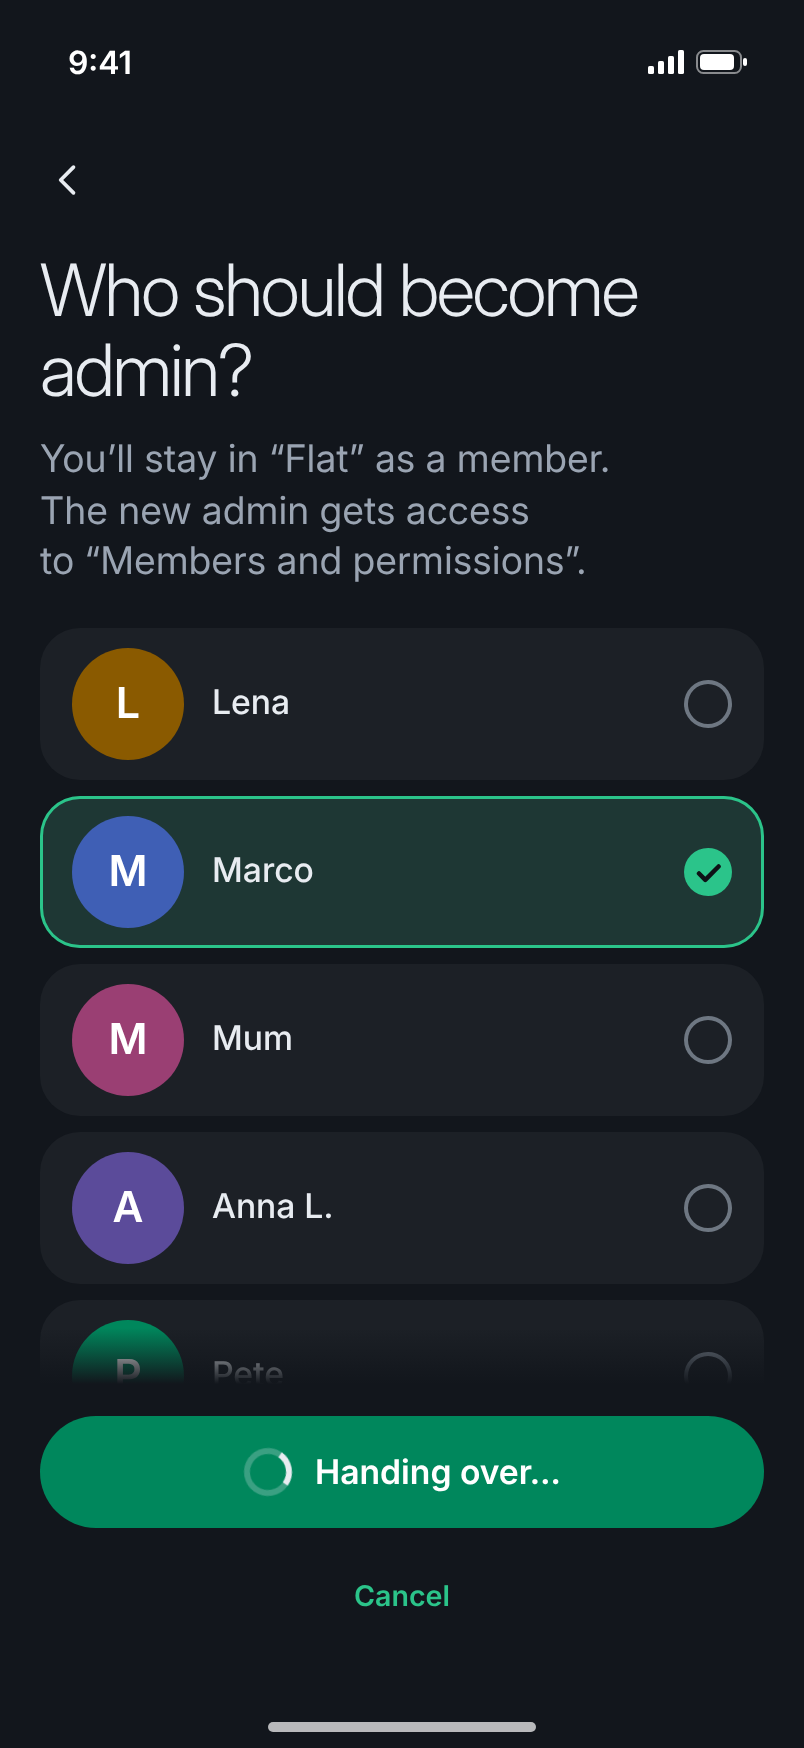 9:41
Who should become
admin?
You’ll stay in “Flat” as a member.
The new admin gets access
to “Members and permissions”.
L
Lena
M
Marco
M
Mum
A
Anna L.
P
Pete
Handing over...
Cancel